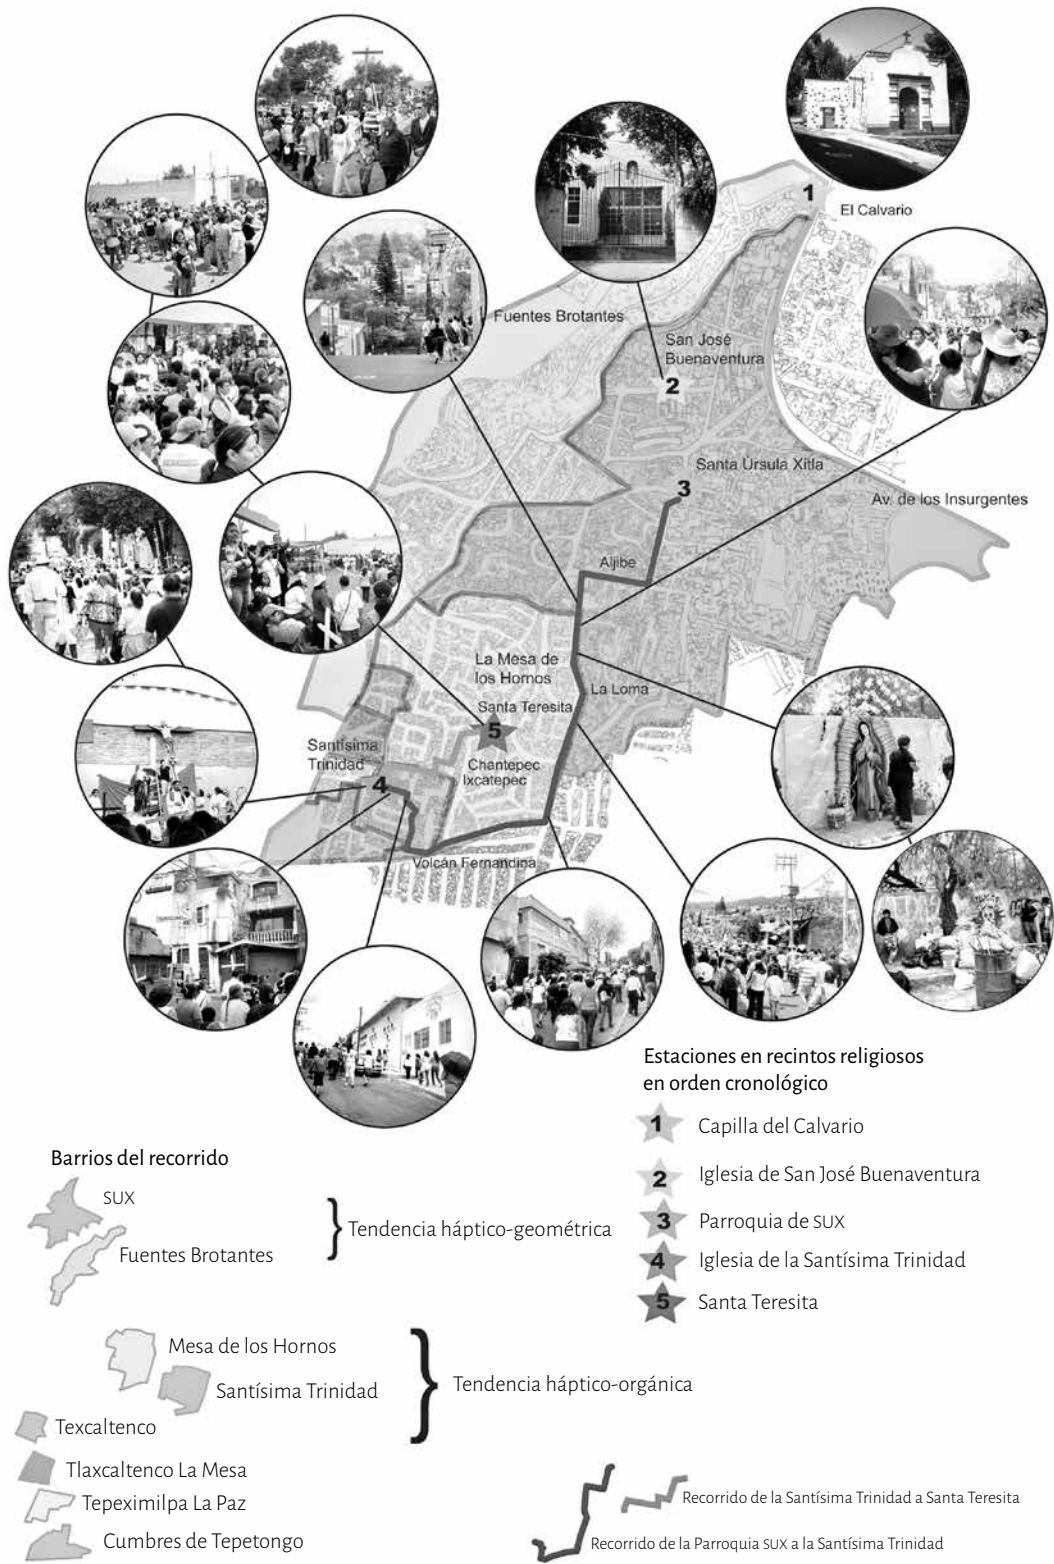 1
El Calvario
Fuentes Brotantes
San José
Buenaventura
2
Santa Úrsula Xitla
3
Av. de los Insurgentes
Aljibe
La Mesa de
los Hornos
La Loma
Santa Teresita
5
Santísima
Trinidad
Chantepec
Ixcatepec
4
Volcán Fernandina
Estaciones en recintos religiosos
en orden cronológico
1 Capilla del Calvario
2 Iglesia de San José Buenaventura
3 Parroquia de SUX
4 Iglesia de la Santísima Trinidad
5 Santa Teresita
Barrios del recorrido
SUX
Fuentes Brotantes
} Tendencia háptico-geométrica
Mesa de los Hornos
Santísima Trinidad
} Tendencia háptico-orgánica
Texcaltenco
Tlaxcaltenco La Mesa
Tepeximilpa La Paz
Cumbres de Tepetongo
Recorrido de la Santísima Trinidad a Santa Teresita
Recorrido de la Parroquia SUX a la Santísima Trinidad